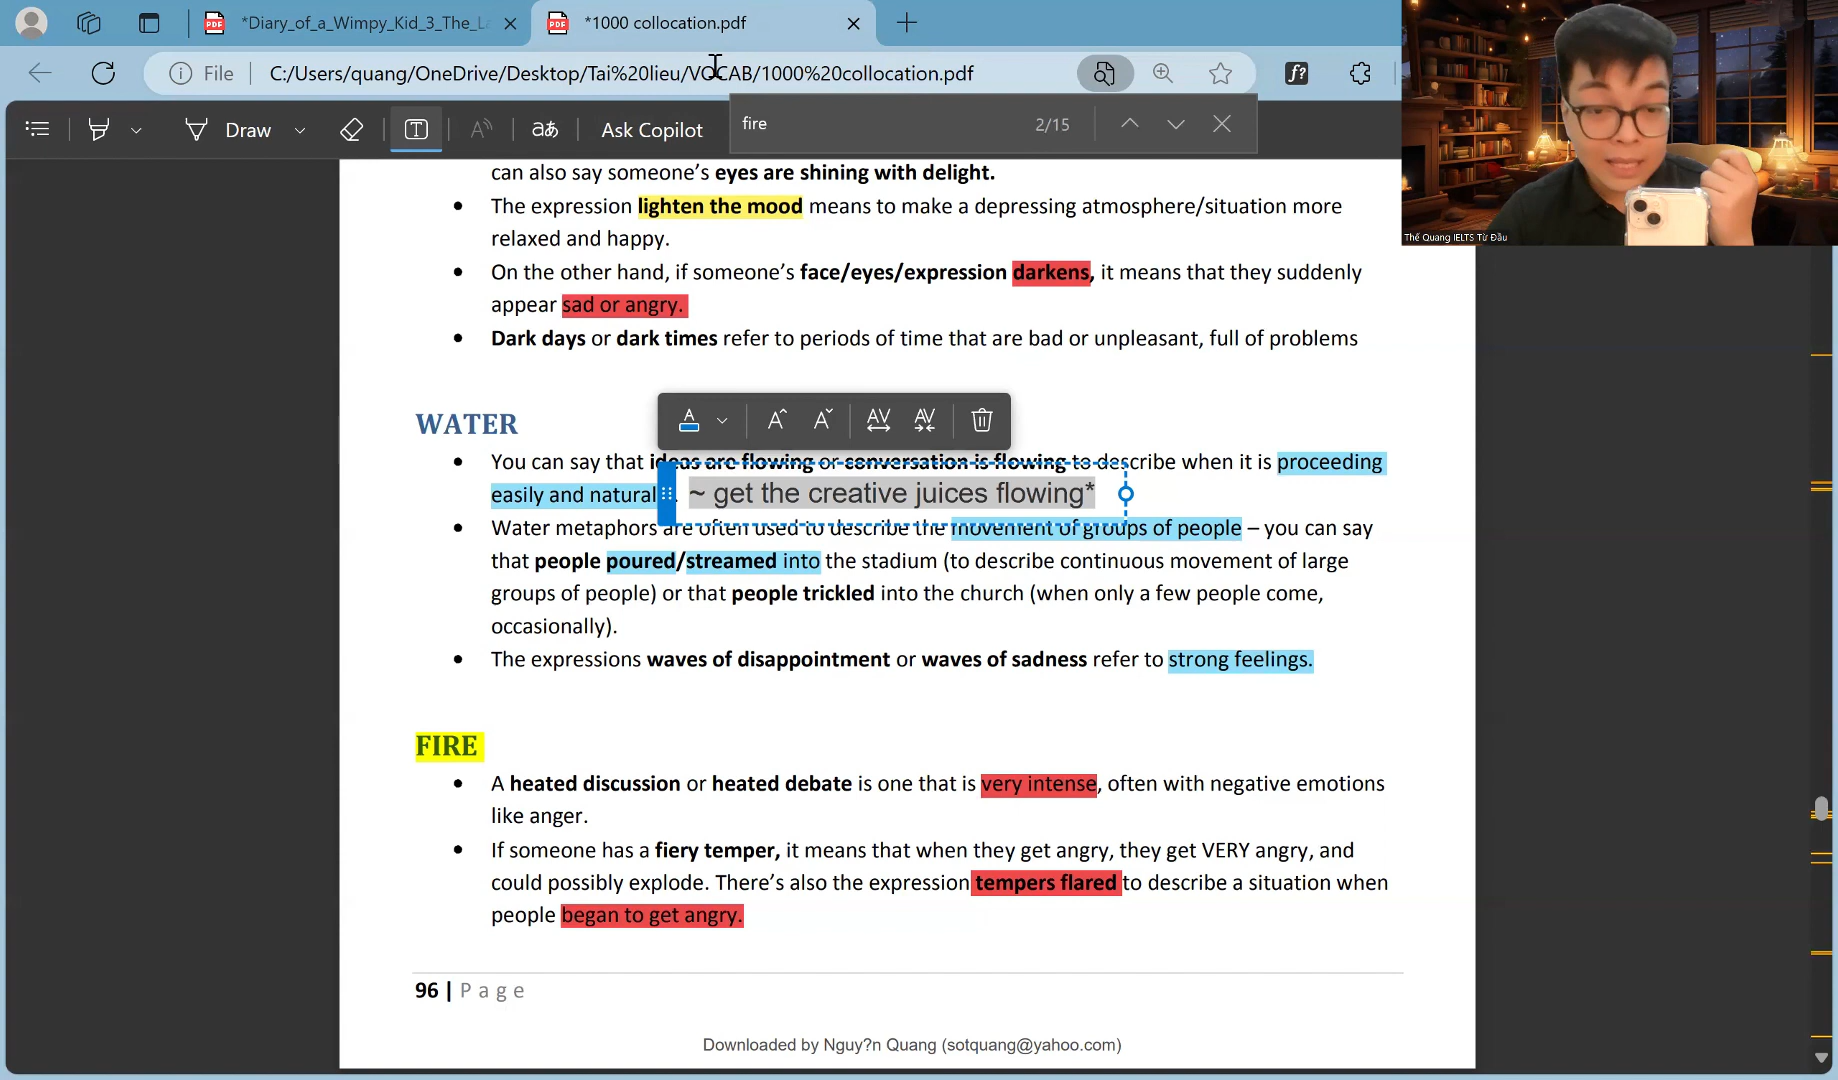 *Diary_of_a_Wimpy_Kid_3_The_La
*1000 collocation.pdf
File
C:/Users/quang/OneDrive/Desktop/Tai%20lieu/VOCAB/1000%20collocation.pdf
Draw
Ask Copilot
fire
2/15
Thế Quang IELTS Từ Đầu
can also say someone's eyes are shining with delight.
• The expression lighten the mood means to make a depressing atmosphere/situation more
relaxed and happy.
• On the other hand, if someone's face/eyes/expression darkens, it means that they suddenly
appear sad or angry.
• Dark days or dark times refer to periods of time that are bad or unpleasant, full of problems
WATER
• You can say that ideas are flowing or conversation is flowing to describe when it is proceeding
easily and natural
~ get the creative juices flowing*
• Water metaphors are often used to describe the movement of groups of people – you can say
that people poured/streamed into the stadium (to describe continuous movement of large
groups of people) or that people trickled into the church (when only a few people come,
occasionally).
• The expressions waves of disappointment or waves of sadness refer to strong feelings.
FIRE
• A heated discussion or heated debate is one that is very intense, often with negative emotions
like anger.
• If someone has a fiery temper, it means that when they get angry, they get VERY angry, and
could possibly explode. There's also the expression tempers flared to describe a situation when
people began to get angry.
96 | P a g e
Downloaded by Nguy?n Quang (sotquang@yahoo.com)